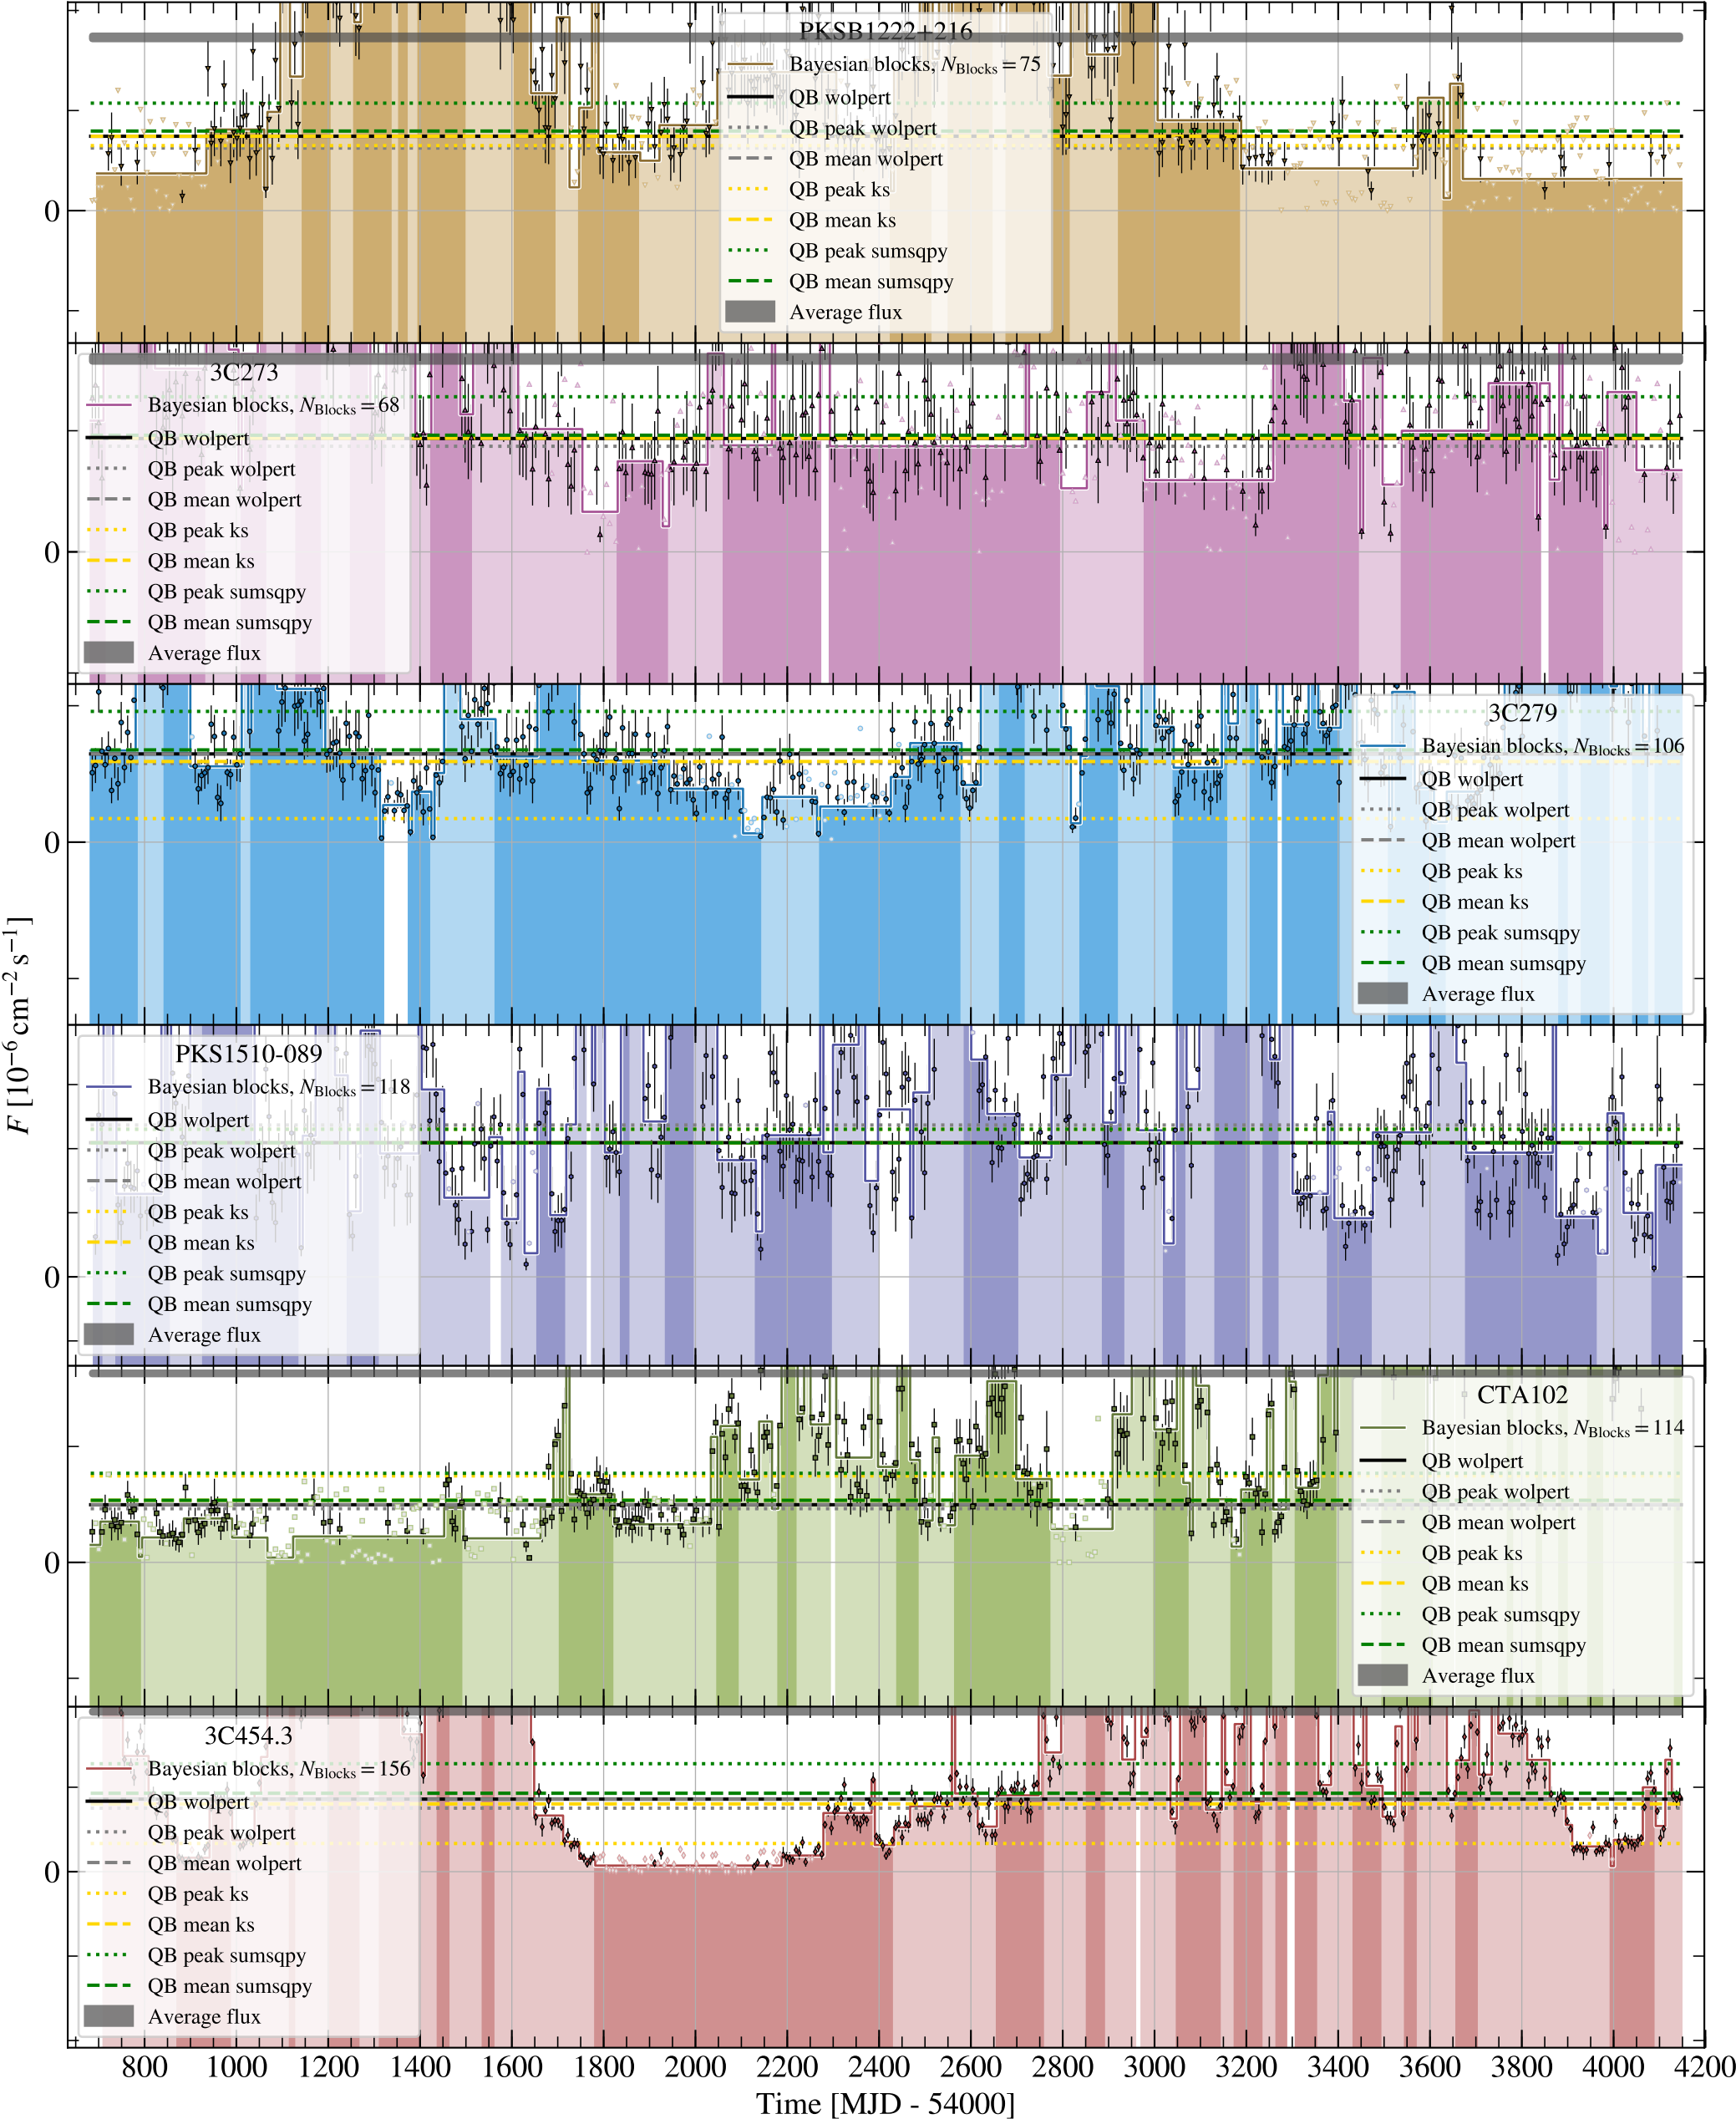 PKSB1222+216
Bayesian blocks, N_Blocks = 75
QB wolpert
QB peak wolpert
QB mean wolpert
QB peak ks
QB mean ks
QB peak sumsqpy
QB mean sumsqpy
Average flux
0
3C273
Bayesian blocks, N_Blocks = 68
QB wolpert
QB peak wolpert
QB mean wolpert
QB peak ks
QB mean ks
QB peak sumsqpy
QB mean sumsqpy
Average flux
0
3C279
Bayesian blocks, N_Blocks = 106
QB wolpert
QB peak wolpert
QB mean wolpert
QB peak ks
QB mean ks
QB peak sumsqpy
QB mean sumsqpy
Average flux
0
F [10⁻⁶ cm⁻² s⁻¹]
PKS1510-089
Bayesian blocks, N_Blocks = 118
QB wolpert
QB peak wolpert
QB mean wolpert
QB peak ks
QB mean ks
QB peak sumsqpy
QB mean sumsqpy
Average flux
0
CTA102
Bayesian blocks, N_Blocks = 114
QB wolpert
QB peak wolpert
QB mean wolpert
QB peak ks
QB mean ks
QB peak sumsqpy
QB mean sumsqpy
Average flux
0
3C454.3
Bayesian blocks, N_Blocks = 156
QB wolpert
QB peak wolpert
QB mean wolpert
QB peak ks
QB mean ks
QB peak sumsqpy
QB mean sumsqpy
Average flux
0
800 1000 1200 1400 1600 1800 2000 2200 2400 2600 2800 3000 3200 3400 3600 3800 4000 4200
Time [MJD - 54000]